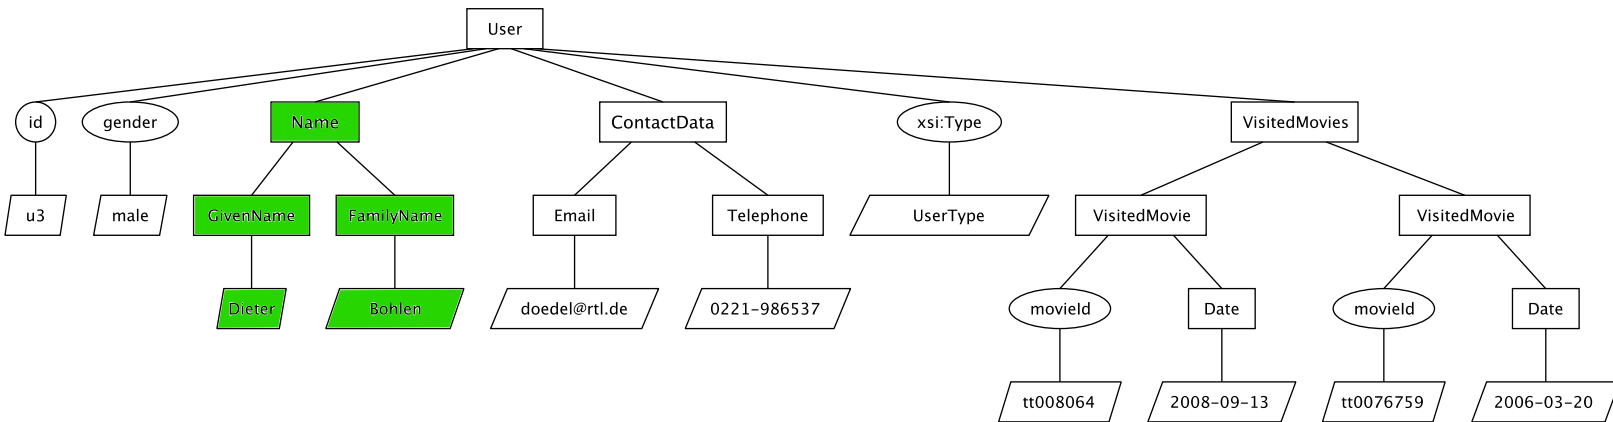 User
id
gender
Name
ContactData
xsi:Type
VisitedMovies
u3
male
GivenName
FamilyName
Email
Telephone
UserType
VisitedMovie
VisitedMovie
Dieter
Bohlen
doedel@rtl.de
0221-986537
movieId
Date
movieId
Date
tt008064
2008-09-13
tt0076759
2006-03-20